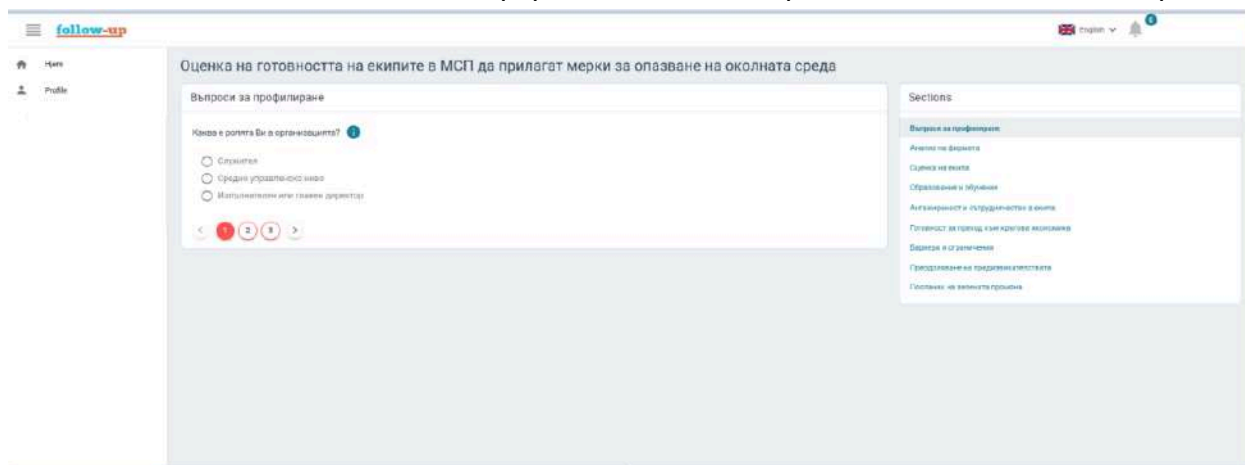 follow-up
English
Home
Profile
Оценка на готовността на екипите в МСП да прилагат мерки за опазване на околната среда
Въпроси за профилиране
Каква е ролята Ви в организацията?
Служител
Средно управленско ниво
Изпълнителен или главен директор
< 1 2 3 >
Sections
Въпроси за профилиране
Анализ на фирмата
Оценка на екипа
Образование и обучение
Ангажираност и сътрудничество в екипа
Готовност за преход към кръгова икономика
Бариери и ограничения
Преодоляване на предизвикателствата
Посланик на зелената промяна